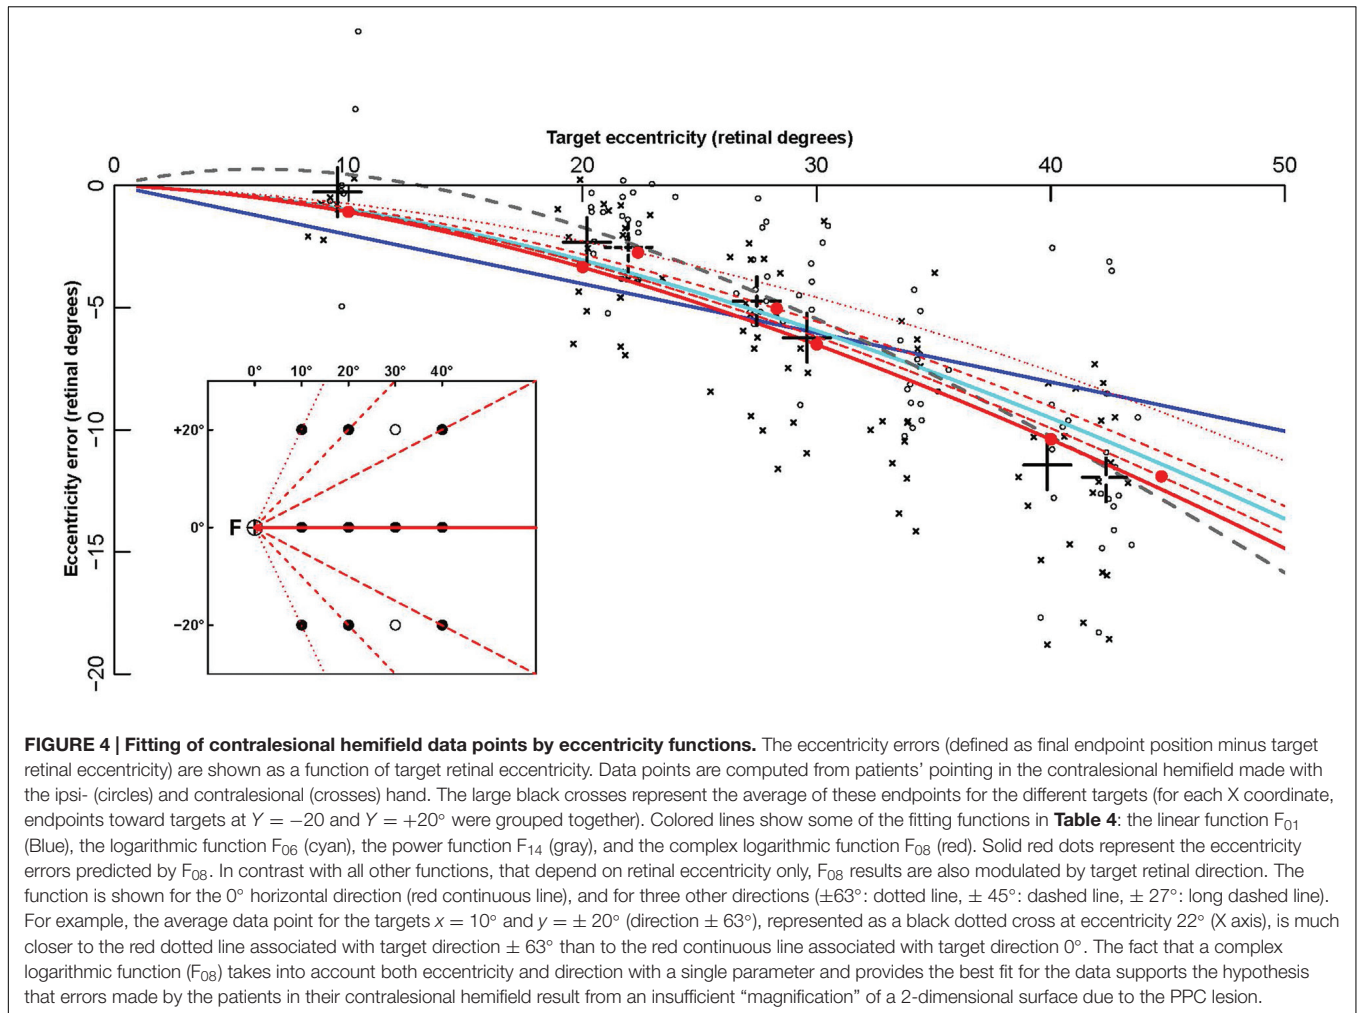 Target eccentricity (retinal degrees)
0 10 20 30 40 50
Eccentricity error (retinal degrees)
0
−5
−10
−15
−20
0° 10° 20° 30° 40°
+20°
F 0°
−20°
FIGURE 4 | Fitting of contralesional hemifield data points by eccentricity functions. The eccentricity errors (defined as final endpoint position minus target
retinal eccentricity) are shown as a function of target retinal eccentricity. Data points are computed from patients’ pointing in the contralesional hemifield made with
the ipsi- (circles) and contralesional (crosses) hand. The large black crosses represent the average of these endpoints for the different targets (for each X coordinate,
endpoints toward targets at Y = −20 and Y = +20° were grouped together). Colored lines show some of the fitting functions in Table 4: the linear function F01
(Blue), the logarithmic function F06 (cyan), the power function F14 (gray), and the complex logarithmic function F08 (red). Solid red dots represent the eccentricity
errors predicted by F08. In contrast with all other functions, that depend on retinal eccentricity only, F08 results are also modulated by target retinal direction. The
function is shown for the 0° horizontal direction (red continuous line), and for three other directions (±63°: dotted line, ± 45°: dashed line, ± 27°: long dashed line).
For example, the average data point for the targets x = 10° and y = ± 20° (direction ± 63°), represented as a black dotted cross at eccentricity 22° (X axis), is much
closer to the red dotted line associated with target direction ± 63° than to the red continuous line associated with target direction 0°. The fact that a complex
logarithmic function (F08) takes into account both eccentricity and direction with a single parameter and provides the best fit for the data supports the hypothesis
that errors made by the patients in their contralesional hemifield result from an insufficient “magnification” of a 2-dimensional surface due to the PPC lesion.